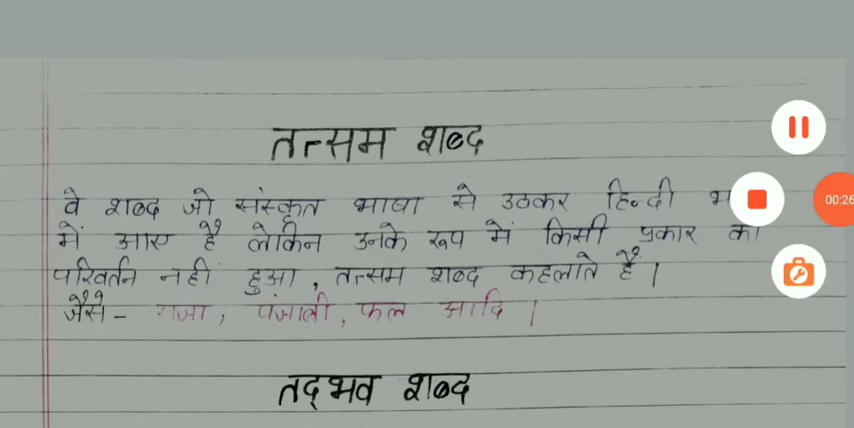 तत्सम शब्द
वे शब्द जो संस्कृत भाषा से उठकर हिन्दी
में आए है लेकिन उनके रूप में किसी प्रकार का
परिवर्तन नहीं हुआ, तत्सम शब्द कहलाते हैं।
जैसे - राजा, पंजाली, फल आदि।
तद्भव शब्द
00:26